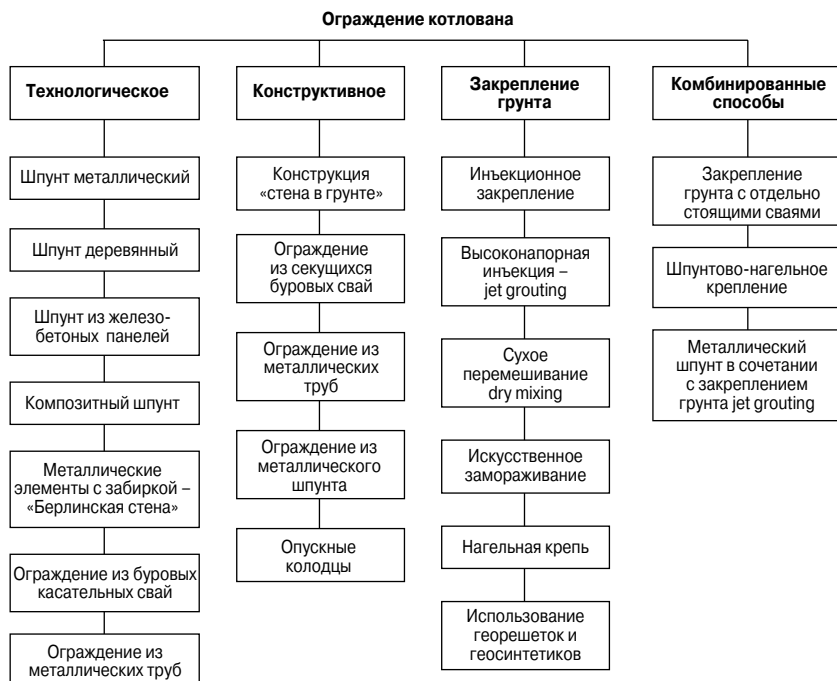 Ограждение котлована
Технологическое
Шпунт металлический
Шпунт деревянный
Шпунт из железо-
бетоных панелей
Композитный шпунт
Металлические
элементы с забиркой –
«Берлинская стена»
Ограждение из буровых
касательных свай
Ограждение из
металлических труб
Конструктивное
Конструкция
«стена в грунте»
Ограждение
из секущихся
буровых свай
Ограждение из
металлических
труб
Ограждение из
металлического
шпунта
Опускные
колодцы
Закрепление
грунта
Инъекционное
закрепление
Высоконапорная
инъекция –
jet grouting
Сухое
перемешивание
dry mixing
Искусственное
замораживание
Нагельная крепь
Использование
георешеток и
геосинтетиков
Комбинированные
способы
Закрепление
грунта с отдельно
стоящими сваями
Шпунтово-нагельное
крепление
Металлический
шпунт в сочетании
с закреплением
грунта jet grouting